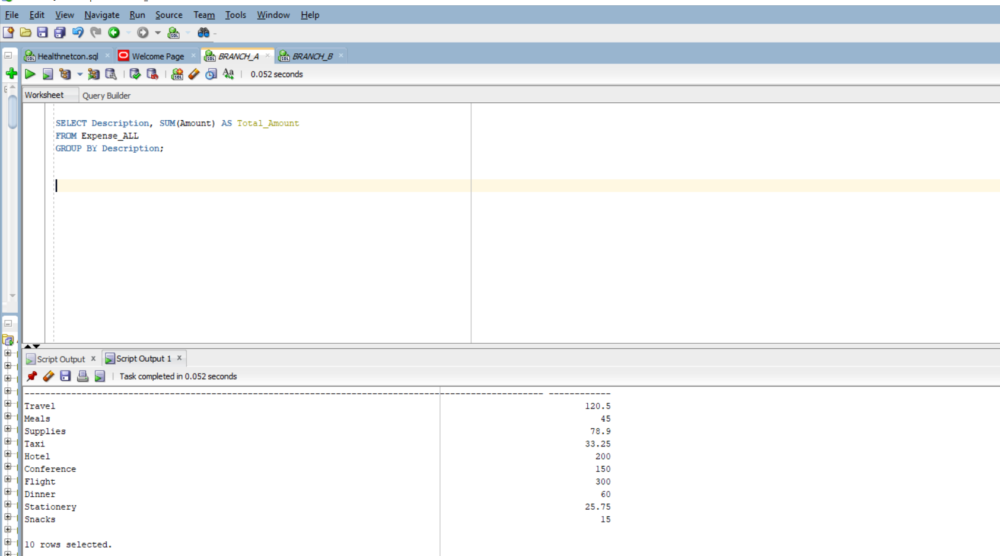 File Edit View Navigate Run Source Team Tools Window Help
Healthnetcon.sql Welcome Page BRANCH_A BRANCH_B
0.052 seconds
Worksheet Query Builder
SELECT Description, SUM(Amount) AS Total_Amount
FROM Expense_ALL
GROUP BY Description;
Script Output x Script Output 1 x
Task completed in 0.052 seconds
Travel 120.5
Meals 45
Supplies 78.9
Taxi 33.25
Hotel 200
Conference 150
Flight 300
Dinner 60
Stationery 25.75
Snacks 15
10 rows selected.